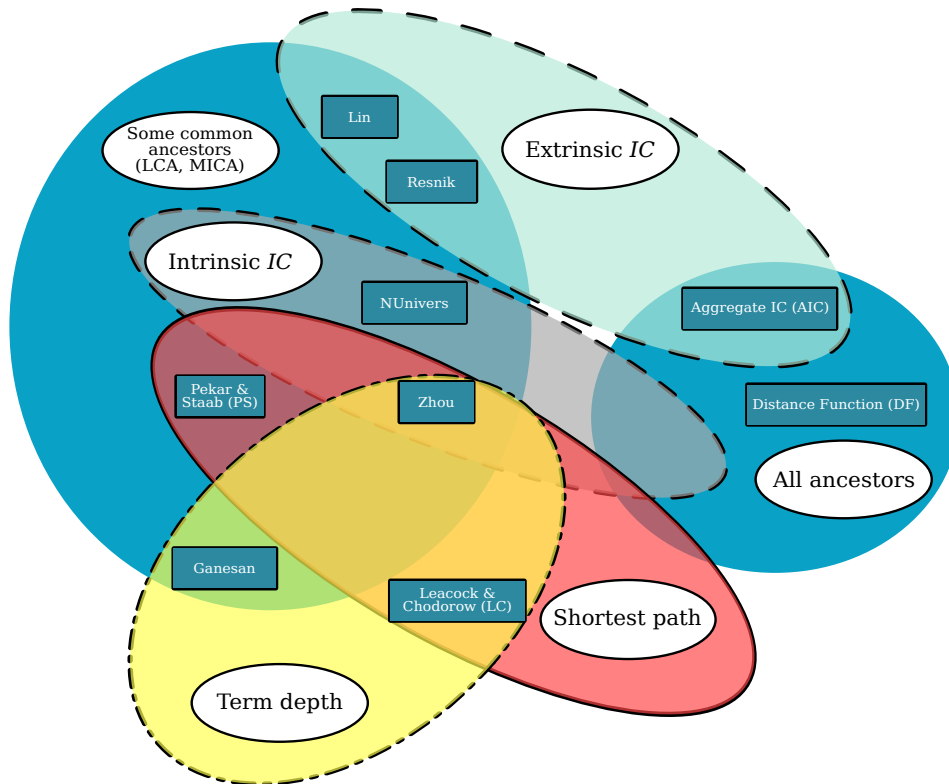 Lin
Some common
ancestors
(LCA, MICA)
Extrinsic IC
Resnik
Intrinsic IC
NUnivers
Aggregate IC (AIC)
Pekar &
Staab (PS)
Zhou
Distance Function (DF)
All ancestors
Ganesan
Leacock &
Chodorow (LC)
Shortest path
Term depth